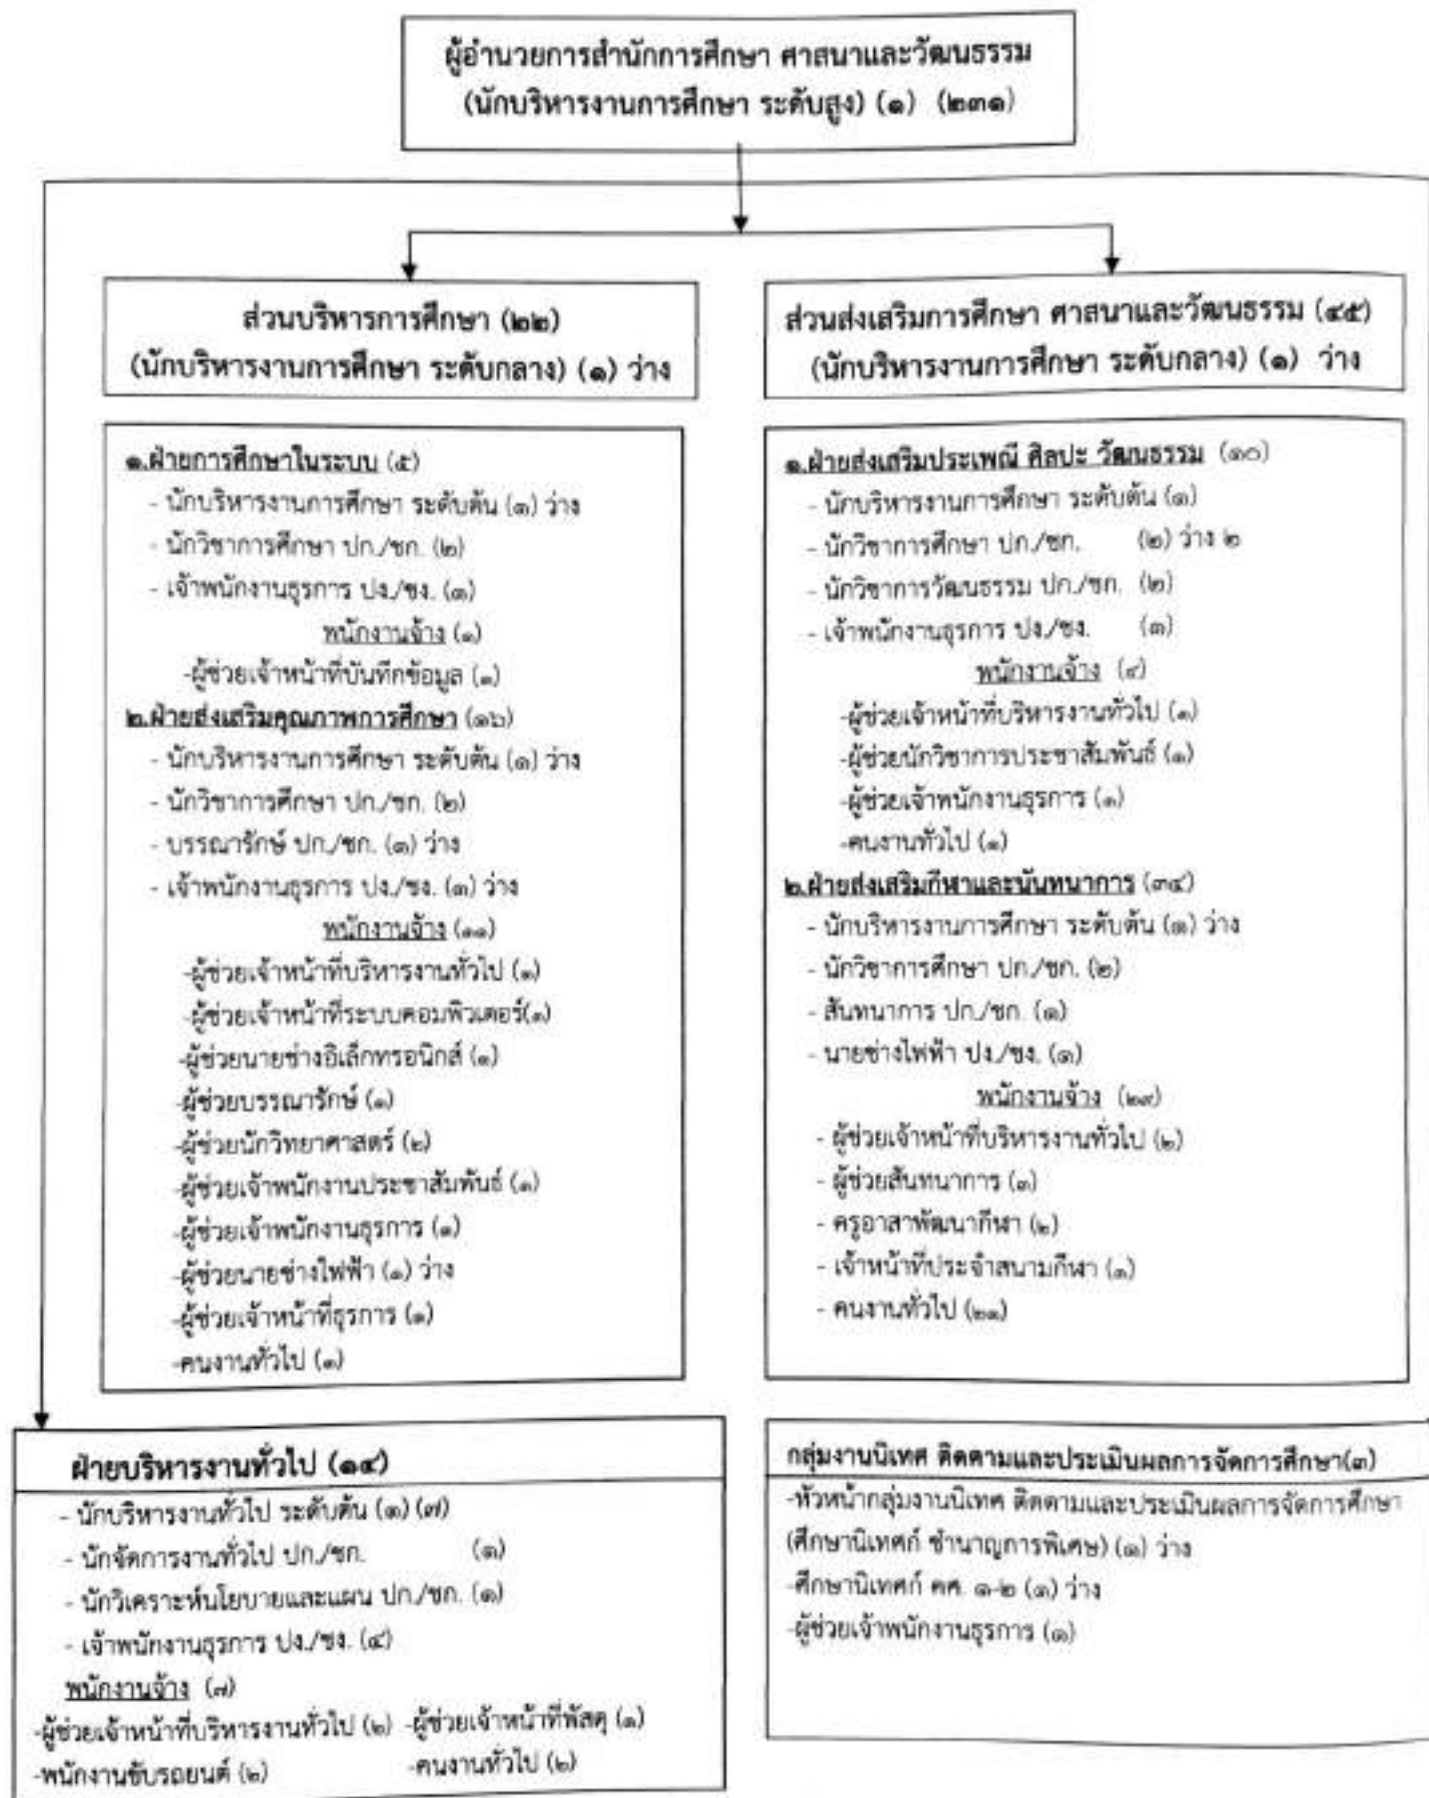 ผู้อำนวยการสำนักการศึกษา ศาสนาและวัฒนธรรม
(นักบริหารงานการศึกษา ระดับสูง) (๑) (๒๓๑)
ส่วนบริหารการศึกษา (๒๒)
(นักบริหารงานการศึกษา ระดับกลาง) (๑) ว่าง
๑.ฝ่ายการศึกษาในระบบ (๕)
- นักบริหารงานการศึกษา ระดับต้น (๑) ว่าง
- นักวิชาการศึกษา ปก./ชก. (๒)
- เจ้าพนักงานธุรการ ปง./ชง. (๑)
พนักงานจ้าง (๑)
-ผู้ช่วยเจ้าหน้าที่บันทึกข้อมูล (๑)
๒.ฝ่ายส่งเสริมคุณภาพการศึกษา (๑๖)
- นักบริหารงานการศึกษา ระดับต้น (๑) ว่าง
- นักวิชาการศึกษา ปก./ชก. (๒)
- บรรณารักษ์ ปก./ชก. (๑) ว่าง
- เจ้าพนักงานธุรการ ปง./ชง. (๑) ว่าง
พนักงานจ้าง (๑๑)
-ผู้ช่วยเจ้าหน้าที่บริหารงานทั่วไป (๑)
-ผู้ช่วยเจ้าหน้าที่ระบบคอมพิวเตอร์(๑)
-ผู้ช่วยนายช่างอิเล็กทรอนิกส์ (๑)
-ผู้ช่วยบรรณารักษ์ (๑)
-ผู้ช่วยนักวิทยาศาสตร์ (๒)
-ผู้ช่วยเจ้าพนักงานประชาสัมพันธ์ (๑)
-ผู้ช่วยเจ้าพนักงานธุรการ (๑)
-ผู้ช่วยนายช่างไฟฟ้า (๑) ว่าง
-ผู้ช่วยเจ้าหน้าที่ธุรการ (๑)
-คนงานทั่วไป (๑)
ส่วนส่งเสริมการศึกษา ศาสนาและวัฒนธรรม (๔๕)
(นักบริหารงานการศึกษา ระดับกลาง) (๑) ว่าง
๑.ฝ่ายส่งเสริมประเพณี ศิลปะ วัฒนธรรม (๑๐)
- นักบริหารงานการศึกษา ระดับต้น (๑)
- นักวิชาการศึกษา ปก./ชก. (๒) ว่าง ๒
- นักวิชาการวัฒนธรรม ปก./ชก. (๒)
- เจ้าพนักงานธุรการ ปง./ชง. (๑)
พนักงานจ้าง (๔)
-ผู้ช่วยเจ้าหน้าที่บริหารงานทั่วไป (๑)
-ผู้ช่วยนักวิชาการประชาสัมพันธ์ (๑)
-ผู้ช่วยเจ้าพนักงานธุรการ (๑)
-คนงานทั่วไป (๑)
๒.ฝ่ายส่งเสริมกีฬาและนันทนาการ (๓๔)
- นักบริหารงานการศึกษา ระดับต้น (๑) ว่าง
- นักวิชาการศึกษา ปก./ชก. (๒)
- สันทนาการ ปก./ชก. (๑)
- นายช่างไฟฟ้า ปง./ชง. (๑)
พนักงานจ้าง (๒๙)
- ผู้ช่วยเจ้าหน้าที่บริหารงานทั่วไป (๒)
- ผู้ช่วยสันทนาการ (๓)
- ครูอาสาพัฒนากีฬา (๒)
- เจ้าหน้าที่ประจำสนามกีฬา (๑)
- คนงานทั่วไป (๒๑)
ฝ่ายบริหารงานทั่วไป (๑๔)
- นักบริหารงานทั่วไป ระดับต้น (๑) (๗)
- นักจัดการงานทั่วไป ปก./ชก. (๑)
- นักวิเคราะห์นโยบายและแผน ปก./ชก. (๑)
- เจ้าพนักงานธุรการ ปง./ชง. (๔)
พนักงานจ้าง (๗)
-ผู้ช่วยเจ้าหน้าที่บริหารงานทั่วไป (๒) -ผู้ช่วยเจ้าหน้าที่พัสดุ (๑)
-พนักงานขับรถยนต์ (๒) -คนงานทั่วไป (๒)
กลุ่มงานนิเทศ ติดตามและประเมินผลการจัดการศึกษา(๓)
-หัวหน้ากลุ่มงานนิเทศ ติดตามและประเมินผลการจัดการศึกษา
(ศึกษานิเทศก์ ชำนาญการพิเศษ) (๑) ว่าง
-ศึกษานิเทศก์ คศ. ๑-๒ (๑) ว่าง
-ผู้ช่วยเจ้าพนักงานธุรการ (๑)